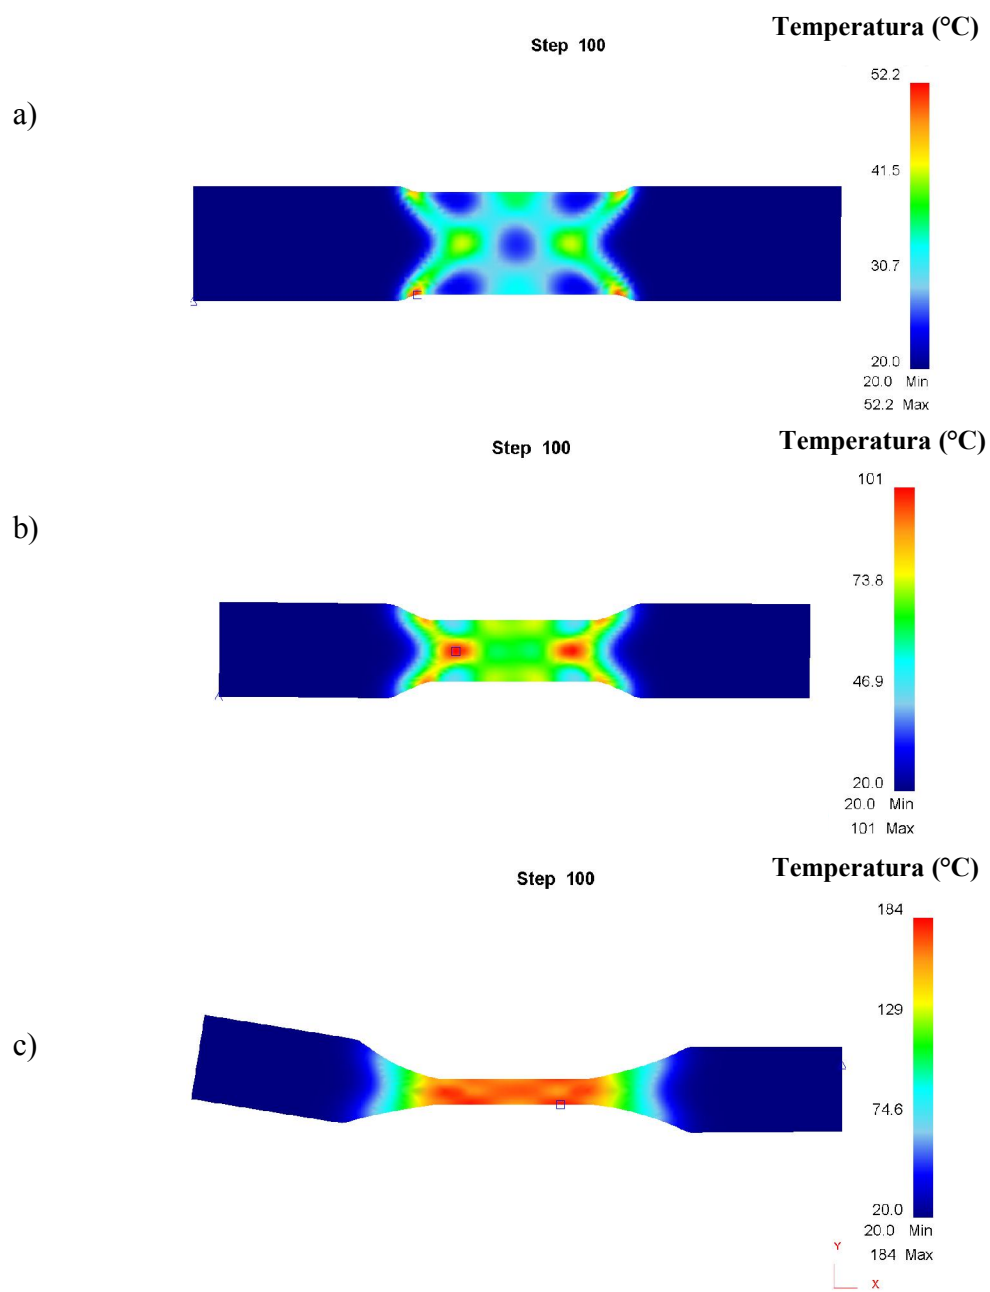 Temperatura (°C)
Step 100
52.2
a)
41.5
30.7
20.0
20.0 Min
52.2 Max
Temperatura (°C)
Step 100
101
b)
73.8
46.9
20.0
20.0 Min
101 Max
Temperatura (°C)
Step 100
184
129
c)
74.6
20.0
20.0 Min
184 Max
Y
X